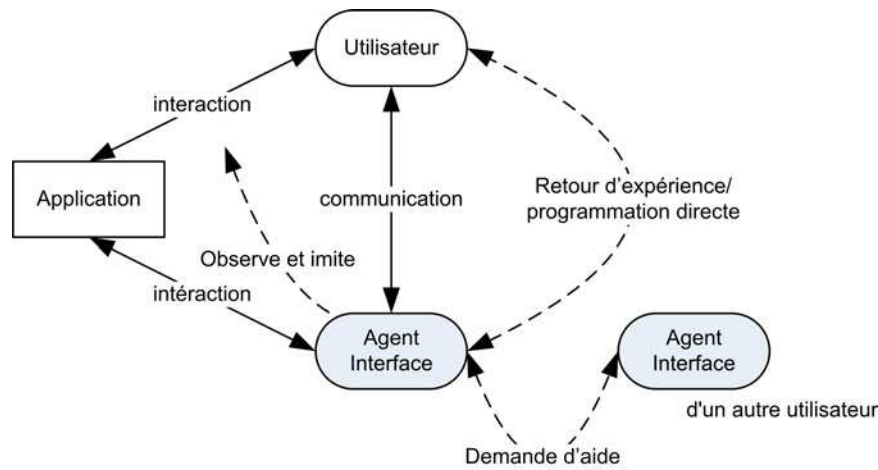 Utilisateur
interaction
Application
communication
Retour d'expérience/
programmation directe
Observe et imite
intéraction
Agent
Interface
Agent
Interface
d'un autre utilisateur
Demande d'aide